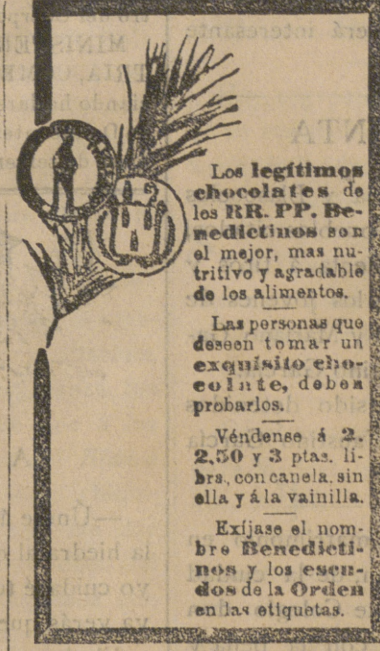 Los legítimos
chocolates de
los RR. PP. Be-
nedictinos son
el mejor, mas nu-
tritivo y agradable
de los alimentos.
Las personas que
deseen tomar un
exquisito cho-
colate, deben
probarlos.
Véndense á 2.
2,50 y 3 ptas. li-
bra, con canela, sin
ella y á la vainilla.
Exíjase el nom-
bre Benedicti-
nos y los escu-
dos de la Orden
en las etiquetas.